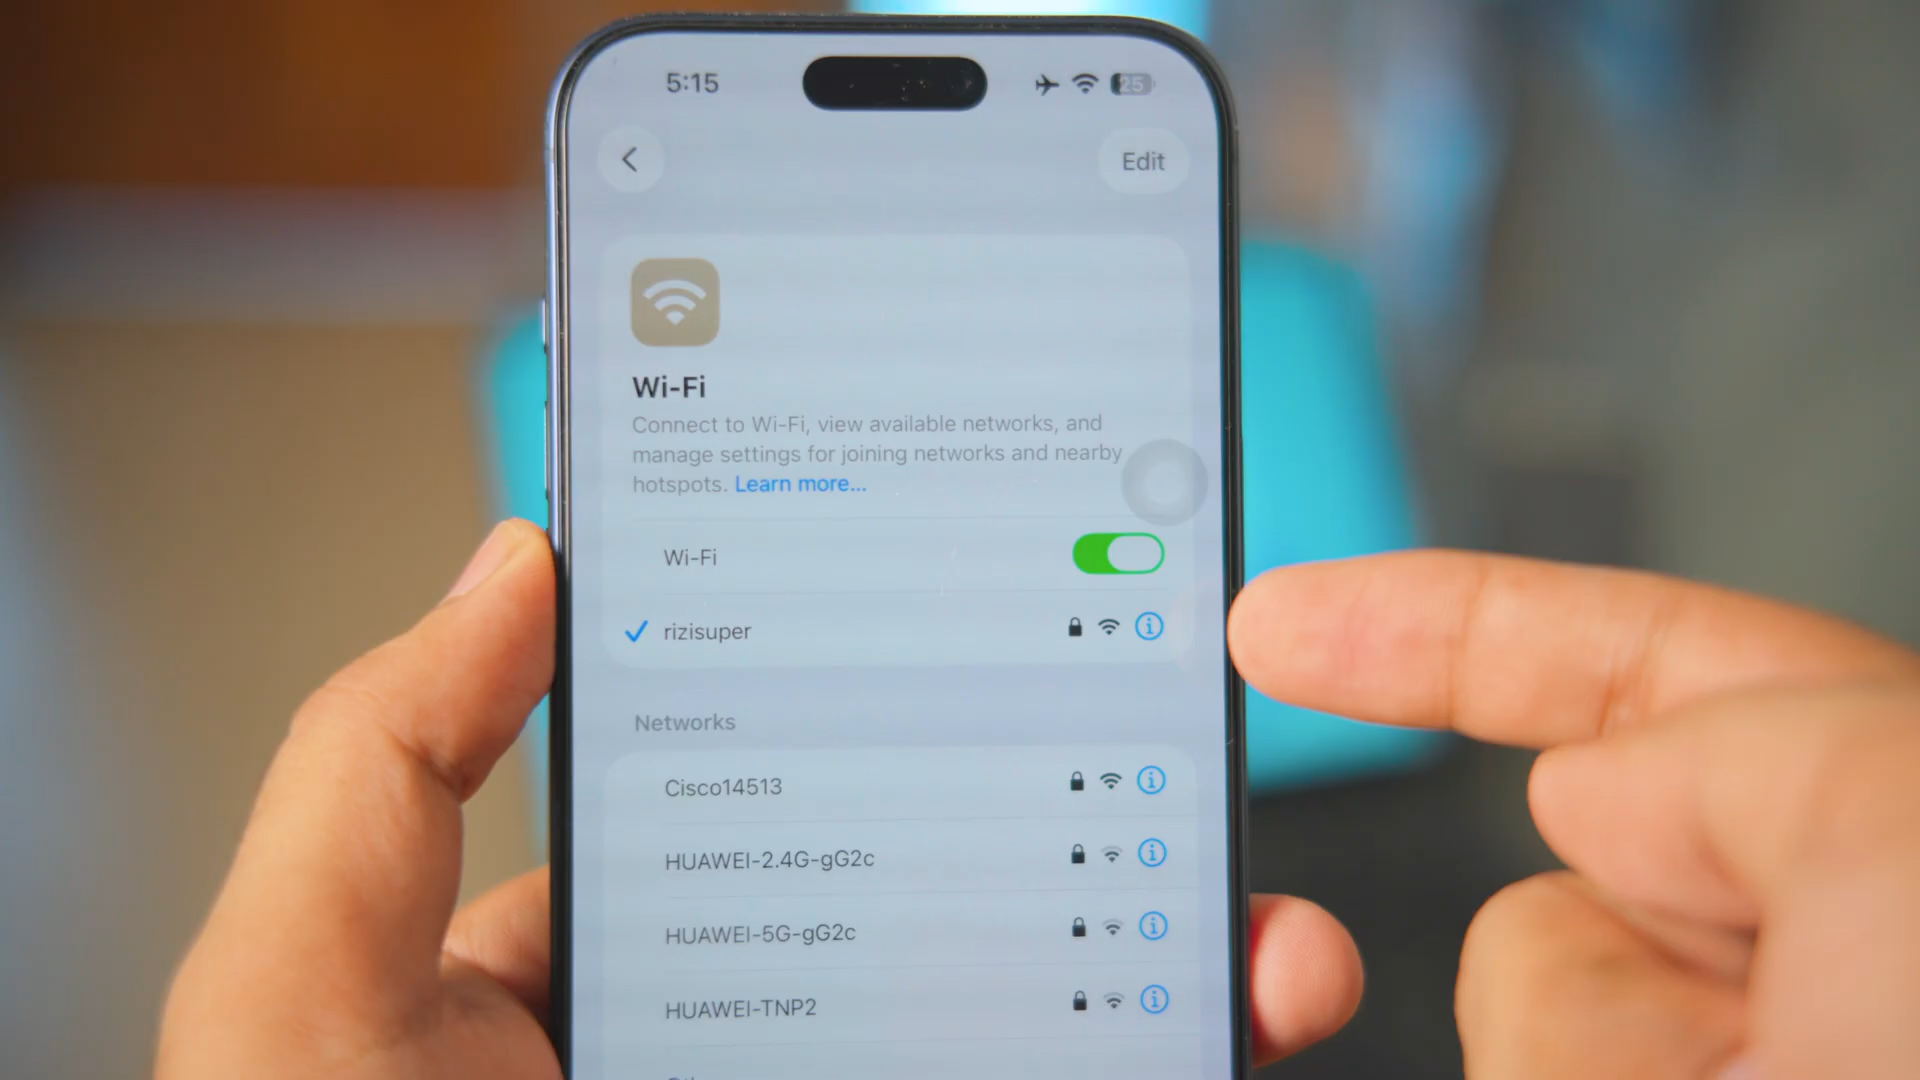 5:15
25
Edit
Wi-Fi
Connect to Wi-Fi, view available networks, and
manage settings for joining networks and nearby
hotspots. Learn more...
Wi-Fi
rizisuper
Networks
Cisco14513
HUAWEI-2.4G-gG2c
HUAWEI-5G-gG2c
HUAWEI-TNP2